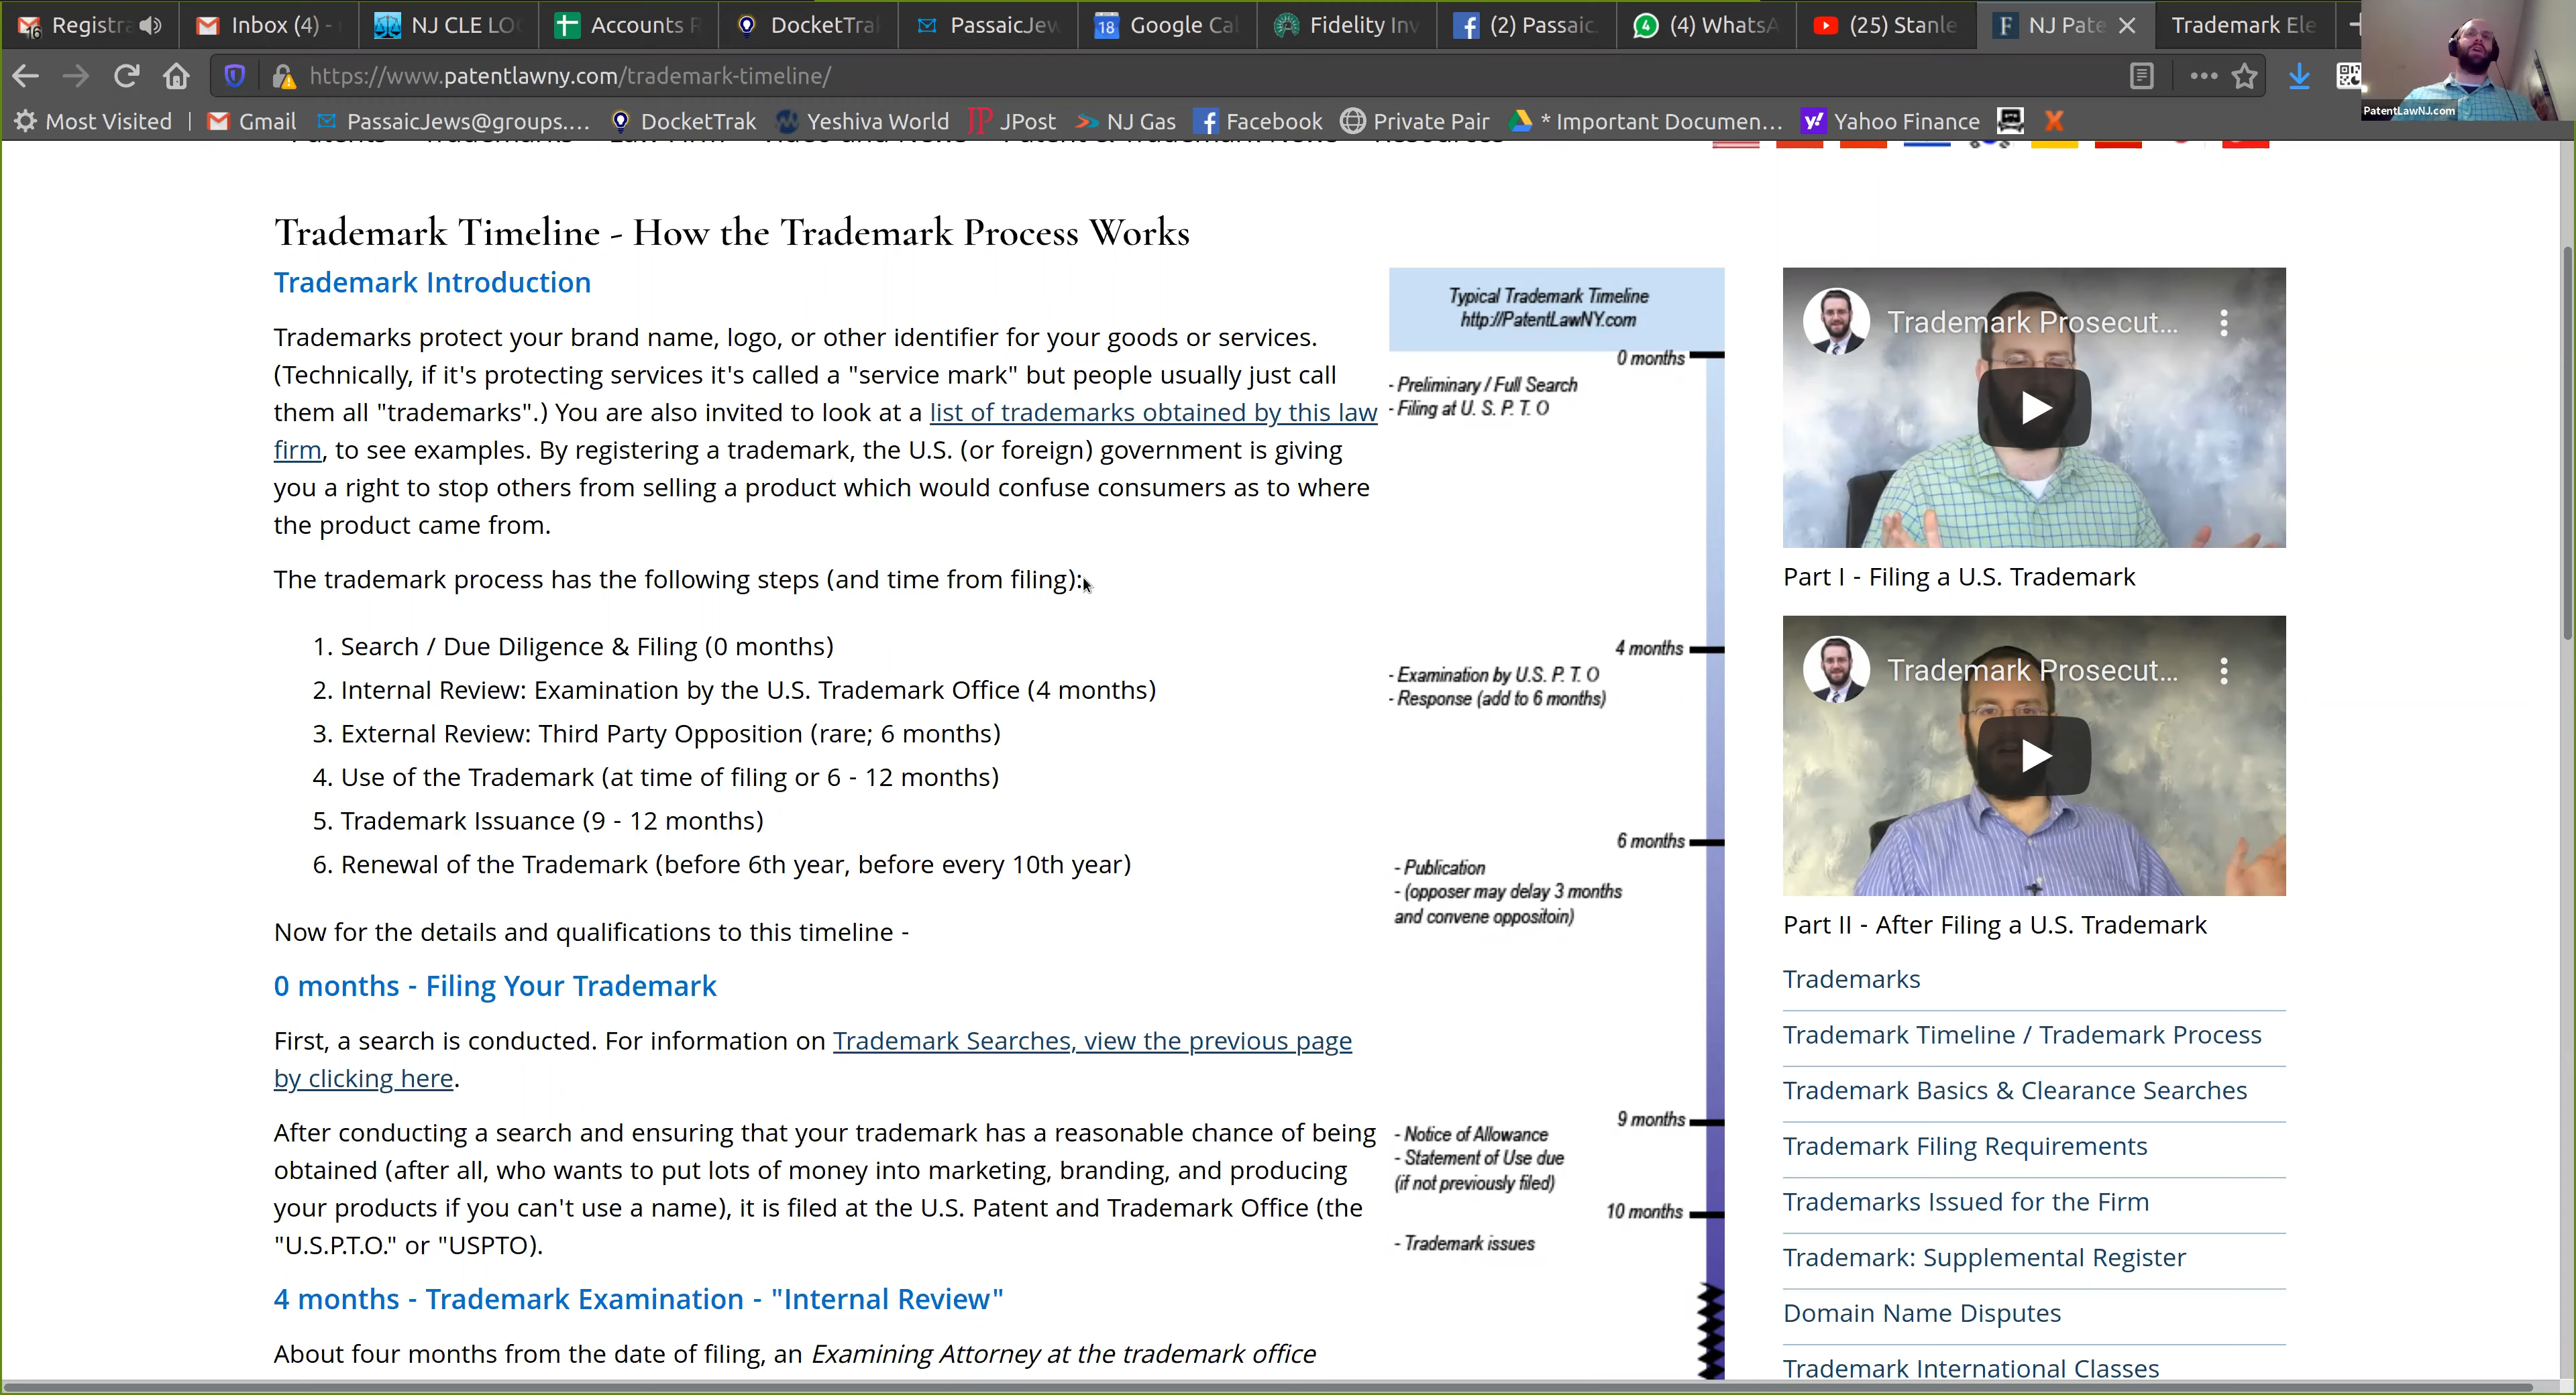 Registra
Inbox (4) -
NJ CLE LO
Accounts R
DocketTra
PassaicJew
18
Google Ca
Fidelity Inv
(2) Passaic
(4) WhatsA
(25) Stanle
NJ Pate
Trademark Ele
https://www.patentlawny.com/trademark-timeline/
PatentLawNJ.com
Most Visited
Gmail
PassaicJews@groups....
DocketTrak
Yeshiva World
JPost
NJ Gas
Facebook
Private Pair
* Important Documen...
Yahoo Finance
Trademark Timeline - How the Trademark Process Works
Trademark Introduction
Trademarks protect your brand name, logo, or other identifier for your goods or services.
(Technically, if it's protecting services it's called a "service mark" but people usually just call
them all "trademarks".) You are also invited to look at a list of trademarks obtained by this law
firm, to see examples. By registering a trademark, the U.S. (or foreign) government is giving
you a right to stop others from selling a product which would confuse consumers as to where
the product came from.
The trademark process has the following steps (and time from filing):
1. Search / Due Diligence & Filing (0 months)
2. Internal Review: Examination by the U.S. Trademark Office (4 months)
3. External Review: Third Party Opposition (rare; 6 months)
4. Use of the Trademark (at time of filing or 6 - 12 months)
5. Trademark Issuance (9 - 12 months)
6. Renewal of the Trademark (before 6th year, before every 10th year)
Now for the details and qualifications to this timeline -
0 months - Filing Your Trademark
First, a search is conducted. For information on Trademark Searches, view the previous page
by clicking here.
After conducting a search and ensuring that your trademark has a reasonable chance of being
obtained (after all, who wants to put lots of money into marketing, branding, and producing
your products if you can't use a name), it is filed at the U.S. Patent and Trademark Office (the
"U.S.P.T.O." or "USPTO).
4 months - Trademark Examination - "Internal Review"
About four months from the date of filing, an Examining Attorney at the trademark office
Typical Trademark Timeline
http://PatentLawNY.com
0 months
- Preliminary / Full Search
- Filing at U. S. P. T. O
4 months
- Examination by U.S. P. T. O
- Response (add to 6 months)
6 months
- Publication
- (opposer may delay 3 months
and convene oppositoin)
9 months
- Notice of Allowance
- Statement of Use due
(if not previously filed)
10 months
- Trademark issues
Trademark Prosecut...
Part I - Filing a U.S. Trademark
Trademark Prosecut...
Part II - After Filing a U.S. Trademark
Trademarks
Trademark Timeline / Trademark Process
Trademark Basics & Clearance Searches
Trademark Filing Requirements
Trademarks Issued for the Firm
Trademark: Supplemental Register
Domain Name Disputes
Trademark International Classes